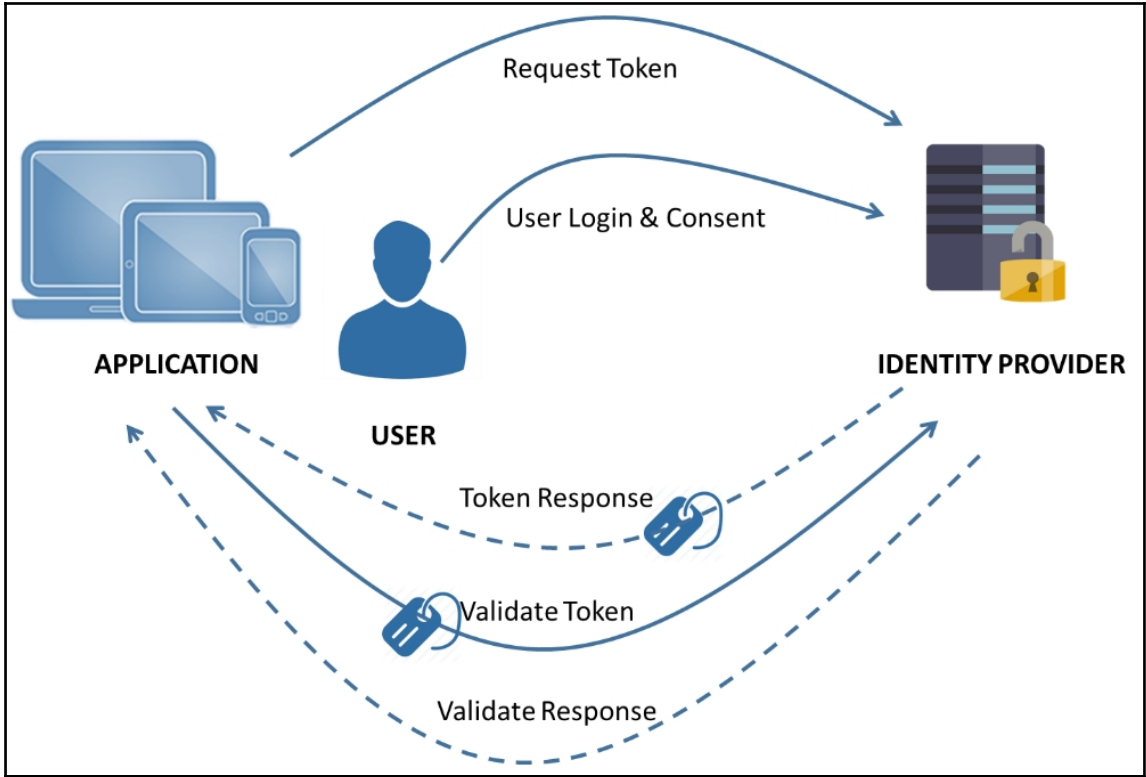 Request Token
User Login & Consent
APPLICATION
IDENTITY PROVIDER
USER
Token Response
Validate Token
Validate Response